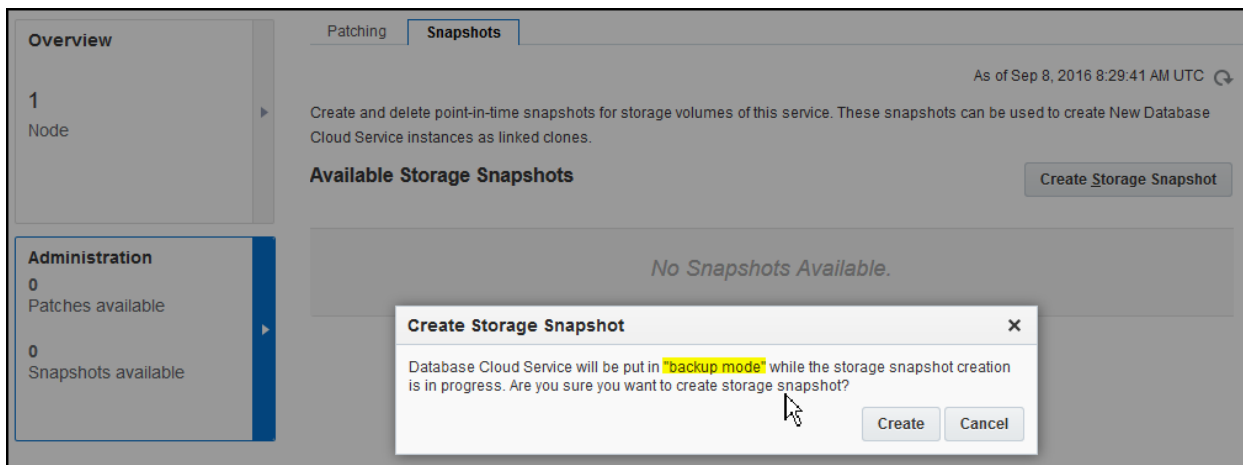 Overview
1
Node
Administration
0
Patches available
0
Snapshots available
Patching
Snapshots
As of Sep 8, 2016 8:29:41 AM UTC
Create and delete point-in-time snapshots for storage volumes of this service. These snapshots can be used to create New Database
Cloud Service instances as linked clones.
Available Storage Snapshots
Create Storage Snapshot
No Snapshots Available.
Create Storage Snapshot
Database Cloud Service will be put in "backup mode" while the storage snapshot creation
is in progress. Are you sure you want to create storage snapshot?
Create
Cancel